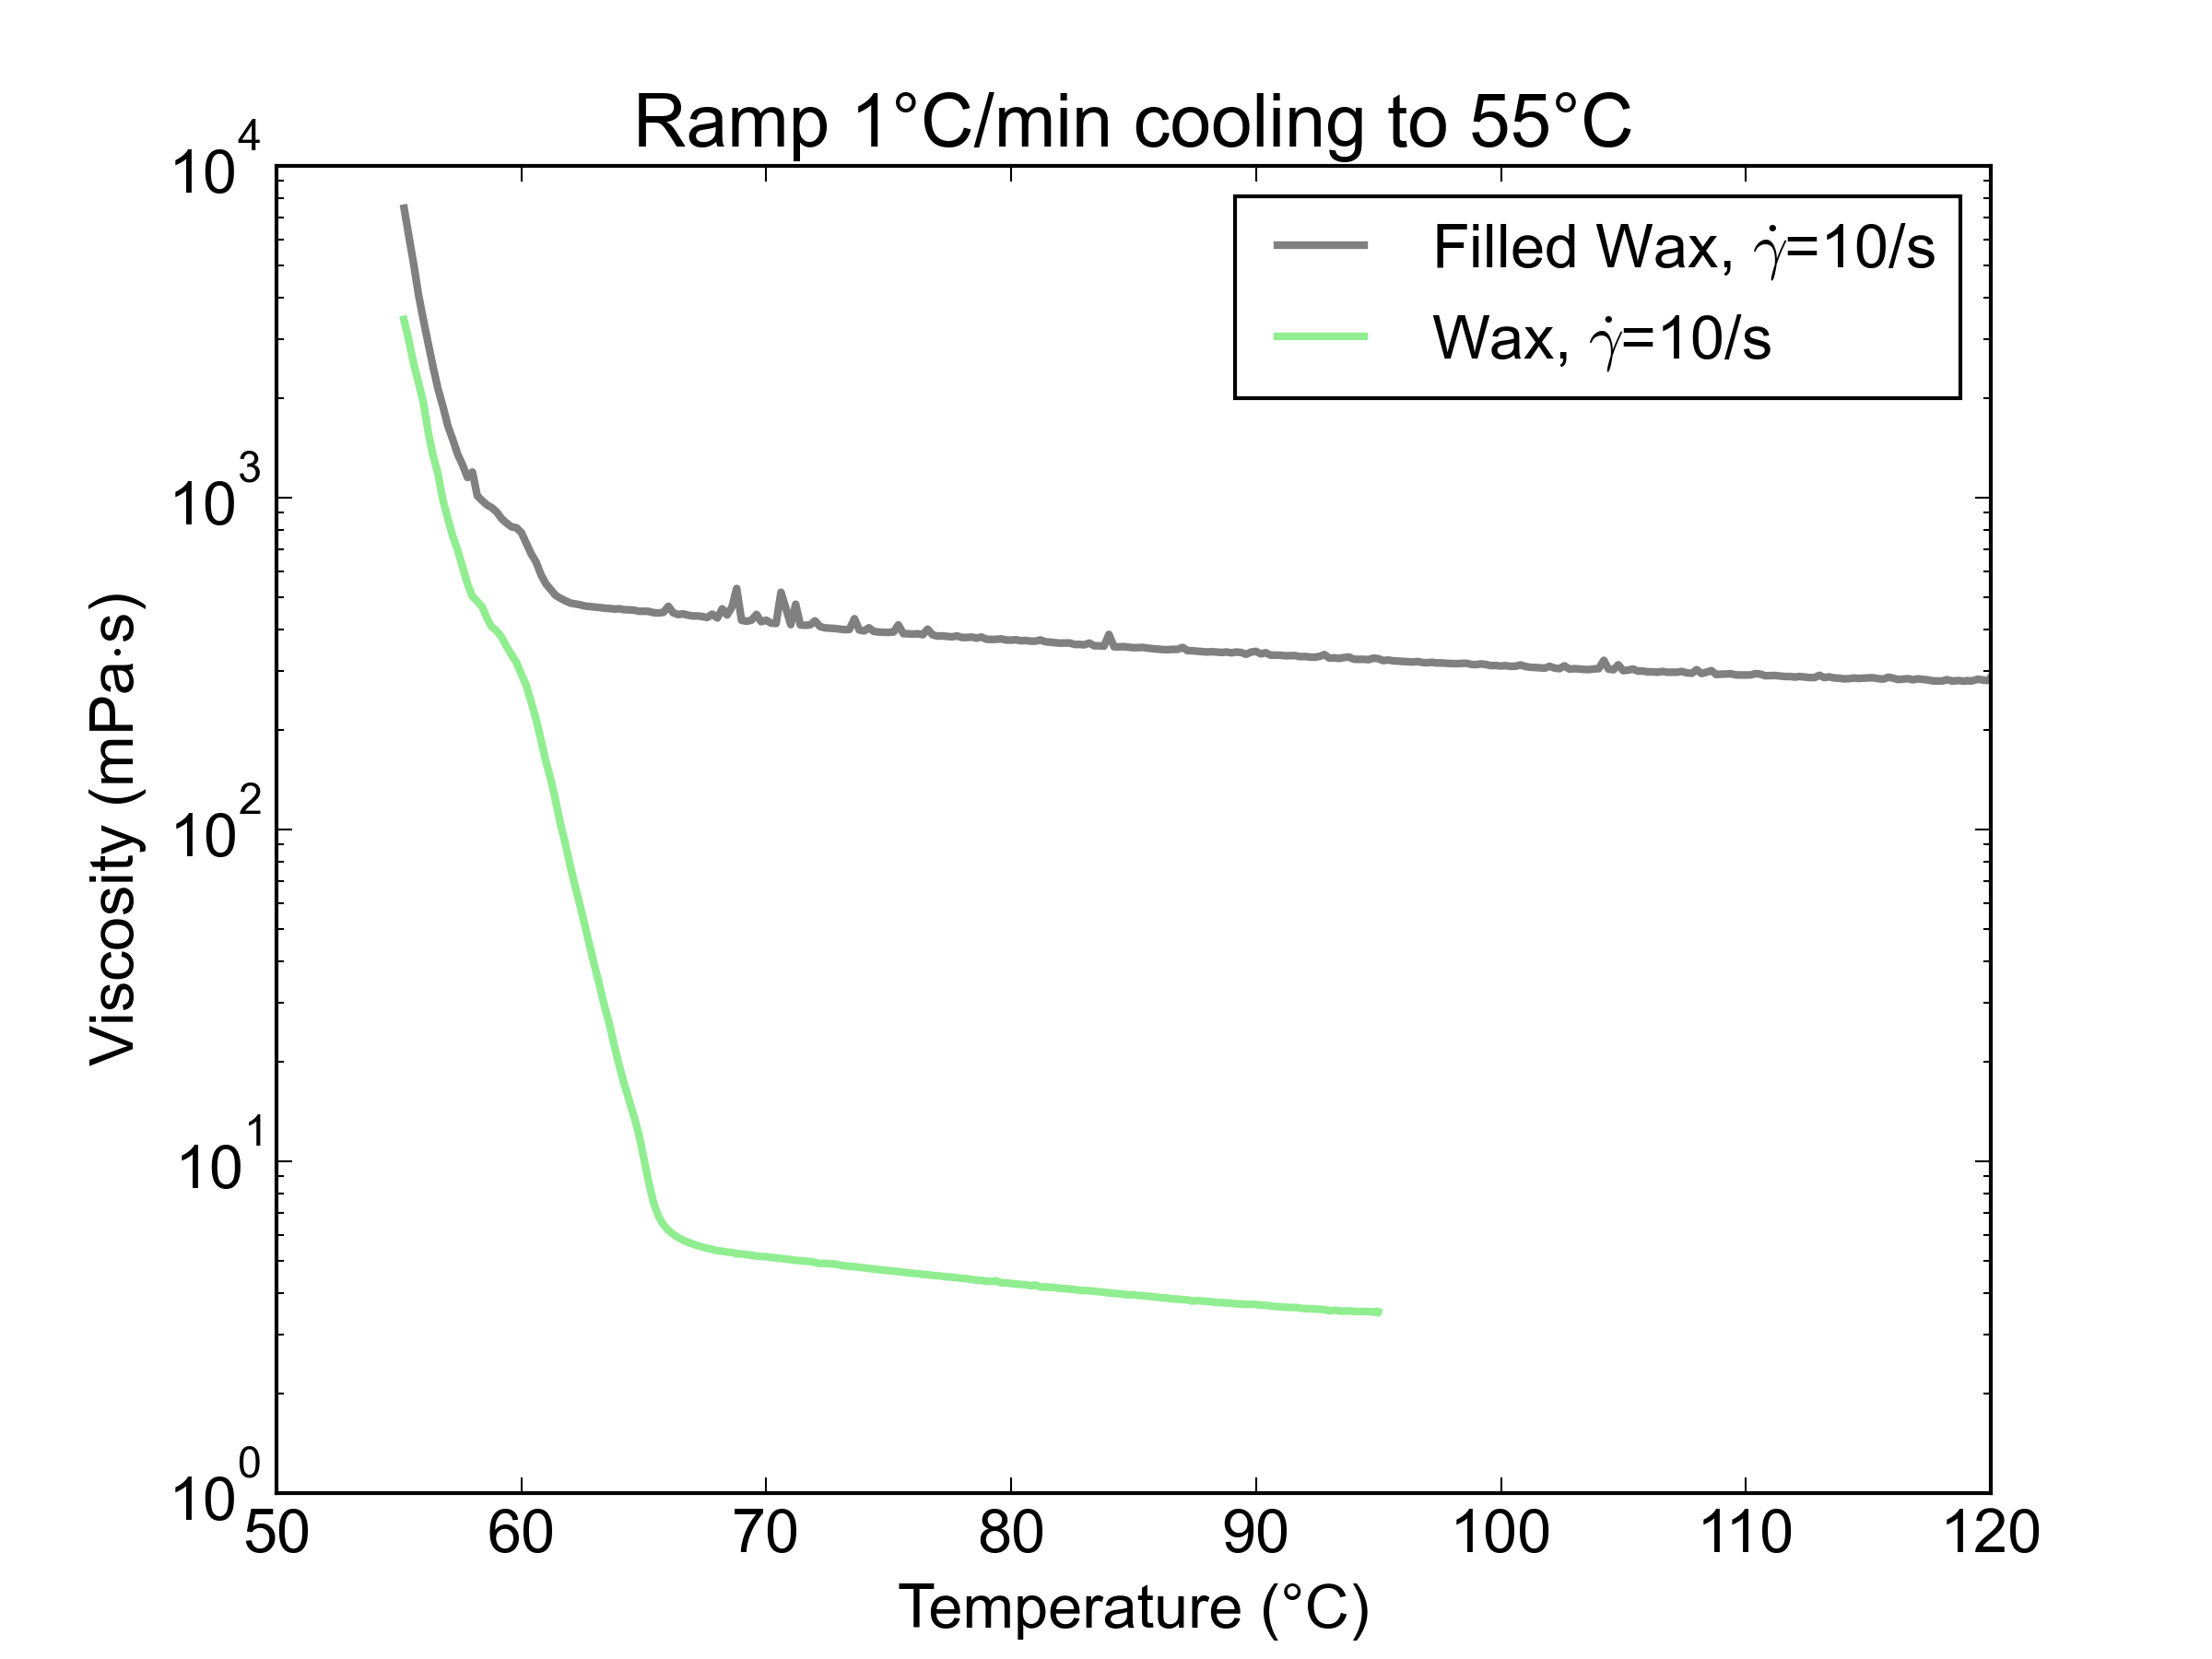 Ramp 1°C/min cooling to 55°C
Filled Wax, γ̇=10/s
Wax, γ̇=10/s
Viscosity (mPa·s)
10⁴
10³
10²
10¹
10⁰
50 60 70 80 90 100 110 120
Temperature (°C)